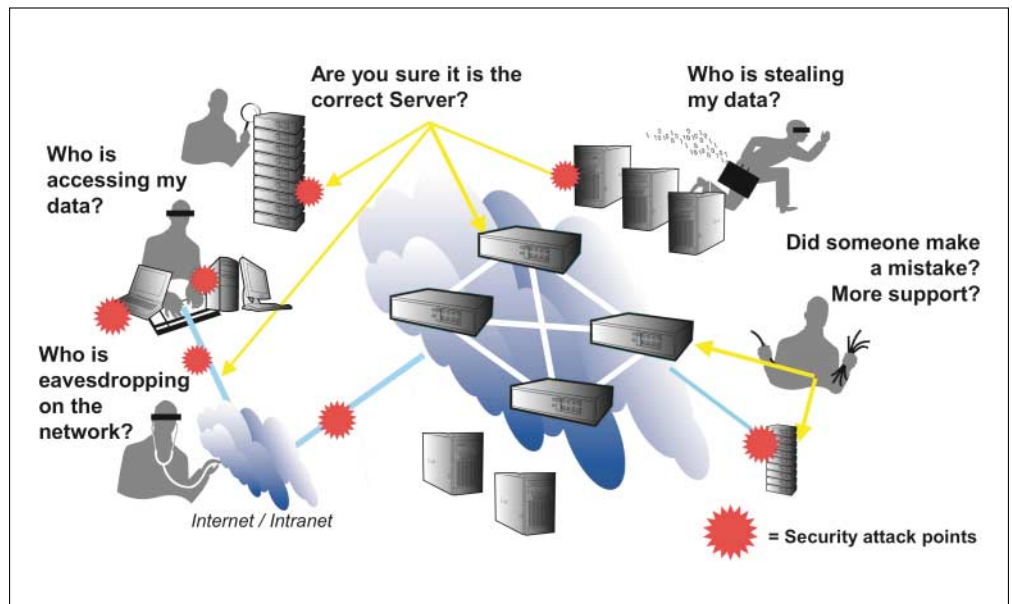 Are you sure it is the
correct Server?
Who is stealing
my data?
Who is
accessing my
data?
Did someone make
a mistake?
More support?
Who is
eavesdropping
on the
network?
Internet / Intranet
= Security attack points